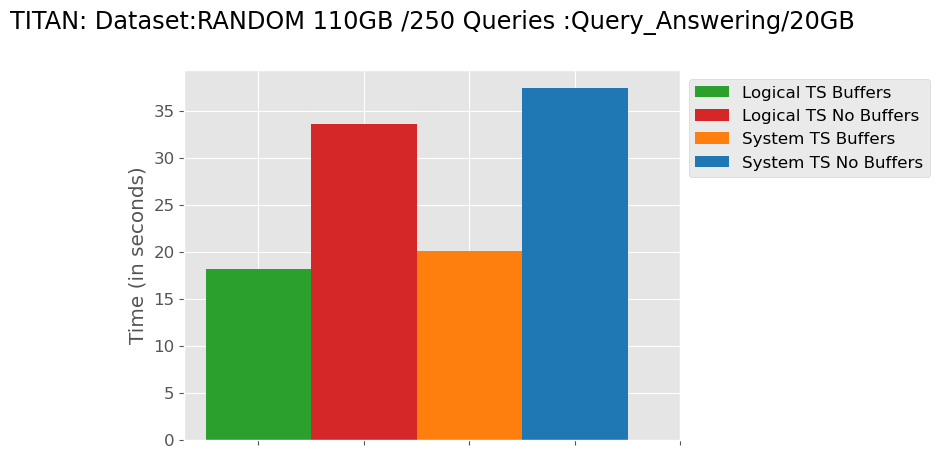 TITAN: Dataset:RANDOM 110GB /250 Queries :Query_Answering/20GB
Logical TS Buffers
Logical TS No Buffers
System TS Buffers
System TS No Buffers
Time (in seconds)
35
30
25
20
15
10
5
0